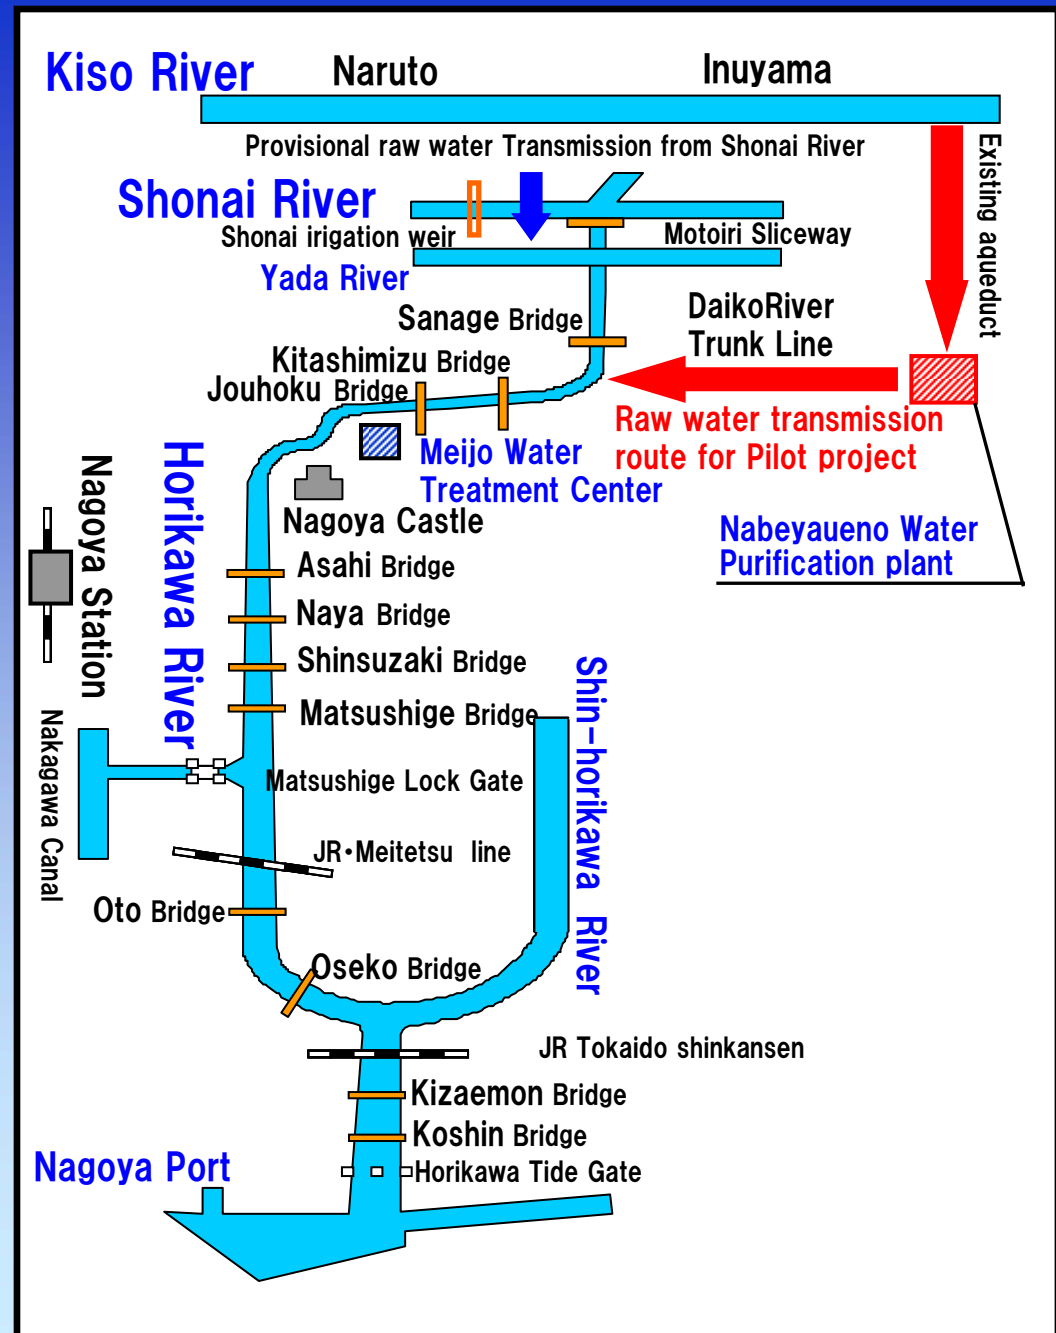 Kiso River
Naruto
Inuyama
Provisional raw water Transmission from Shonai River
Existing aqueduct
Shonai River
Shonai irigation weir
Motoiri Sliceway
Yada River
Sanage Bridge
DaikoRiver
Trunk Line
Kitashimizu Bridge
Jouhoku Bridge
Raw water transmission
route for Pilot project
Meijo Water
Treatment Center
Nagoya Castle
Nabeyaueno Water
Purification plant
Nagoya Station
Horikawa River
Asahi Bridge
Naya Bridge
Shinsuzaki Bridge
Matsushige Bridge
Shin-horikawa River
Nakagawa Canal
Matsushige Lock Gate
JR・Meitetsu line
Oto Bridge
Oseko Bridge
JR Tokaido shinkansen
Kizaemon Bridge
Koshin Bridge
Nagoya Port
Horikawa Tide Gate